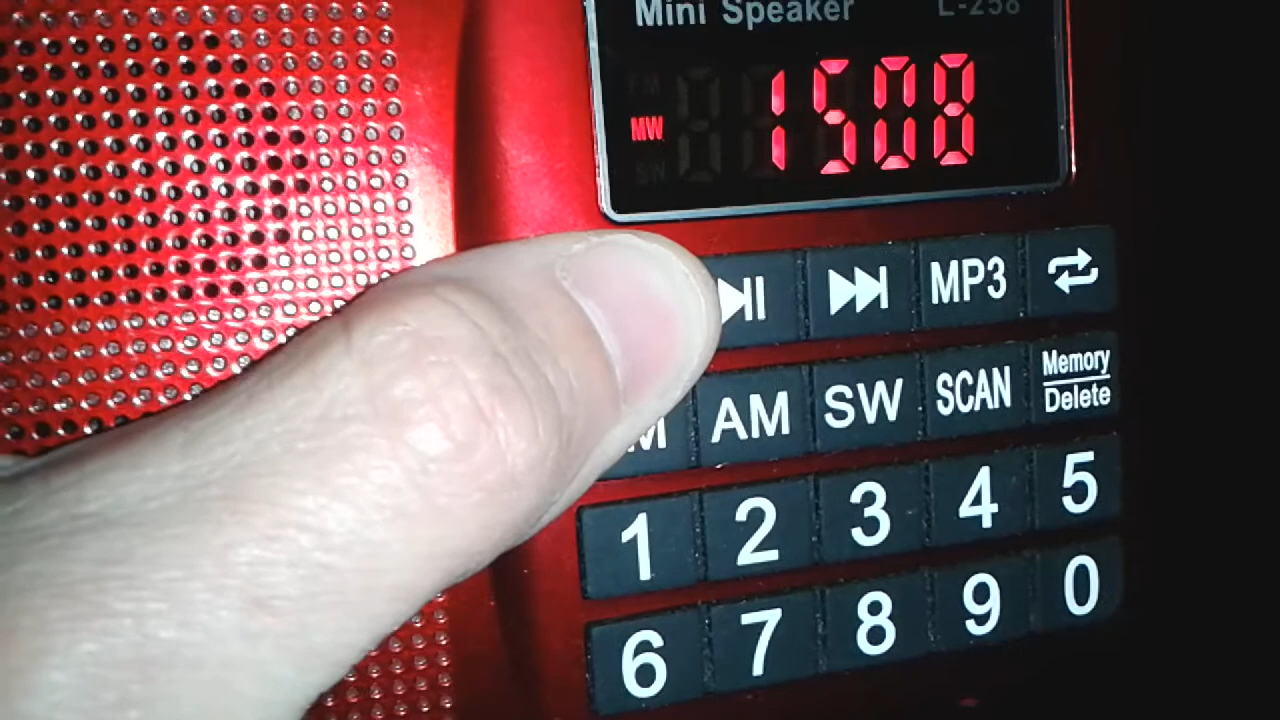 Mini Speaker L-258
FM
MW 1508
SW
MP3
M AM SW SCAN Memory
Delete
1 2 3 4 5
6 7 8 9 0